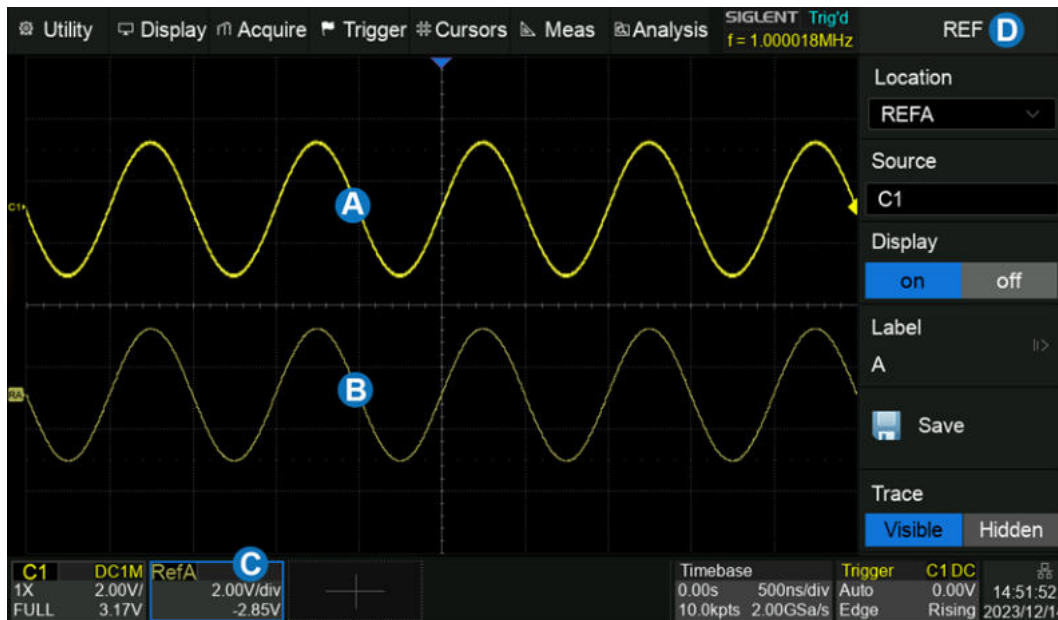 Utility Display Acquire Trigger Cursors Meas Analysis
SIGLENT Trig'd
f = 1.000018MHz
REF D
Location
REFA
Source
C1
Display
on off
Label
A
Save
Trace
Visible Hidden
C1
A
RA
B
C1 DC1M
1X 2.00V/
FULL 3.17V
RefA C
2.00V/div
-2.85V
Timebase
0.00s 500ns/div
10.0kpts 2.00GSa/s
Trigger C1 DC
Auto 0.00V
Edge Rising
14:51:52
2023/12/14